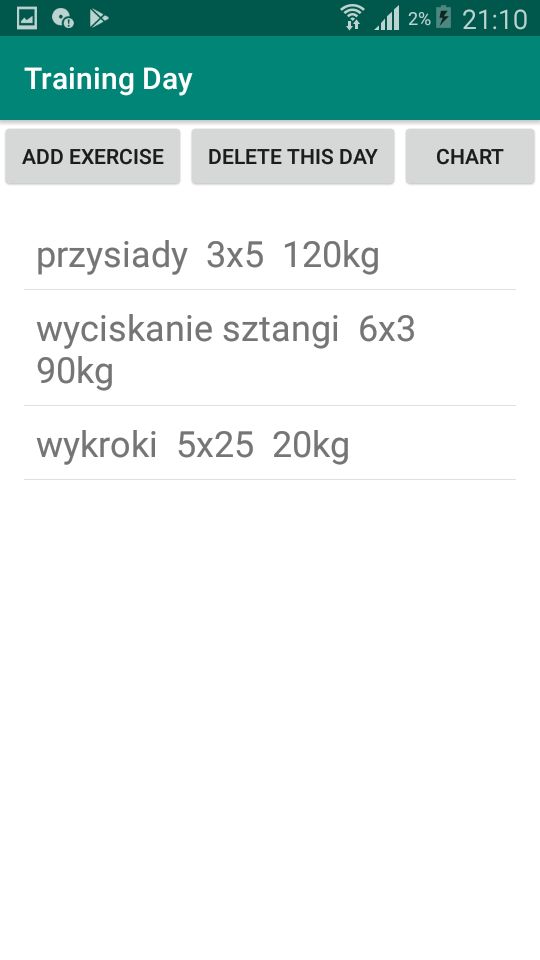 2% 21:10
Training Day
ADD EXERCISE DELETE THIS DAY CHART
przysiady 3x5 120kg
wyciskanie sztangi 6x3
90kg
wykroki 5x25 20kg